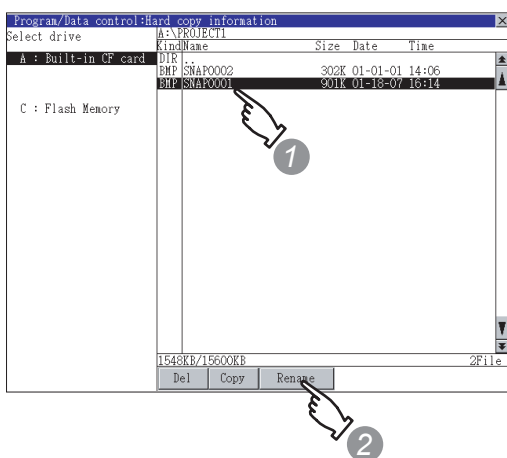 Program/Data control:Hard copy information
Select drive
A:\PROJECT1
Kind Name Size Date Time
A : Built-in CF card
DIR ..
BMP SNAP0002 302K 01-01-01 14:06
BMP SNAP0001 901K 01-18-07 16:14
C : Flash Memory
1
1548KB/15600KB 2File
Del Copy Rename
2